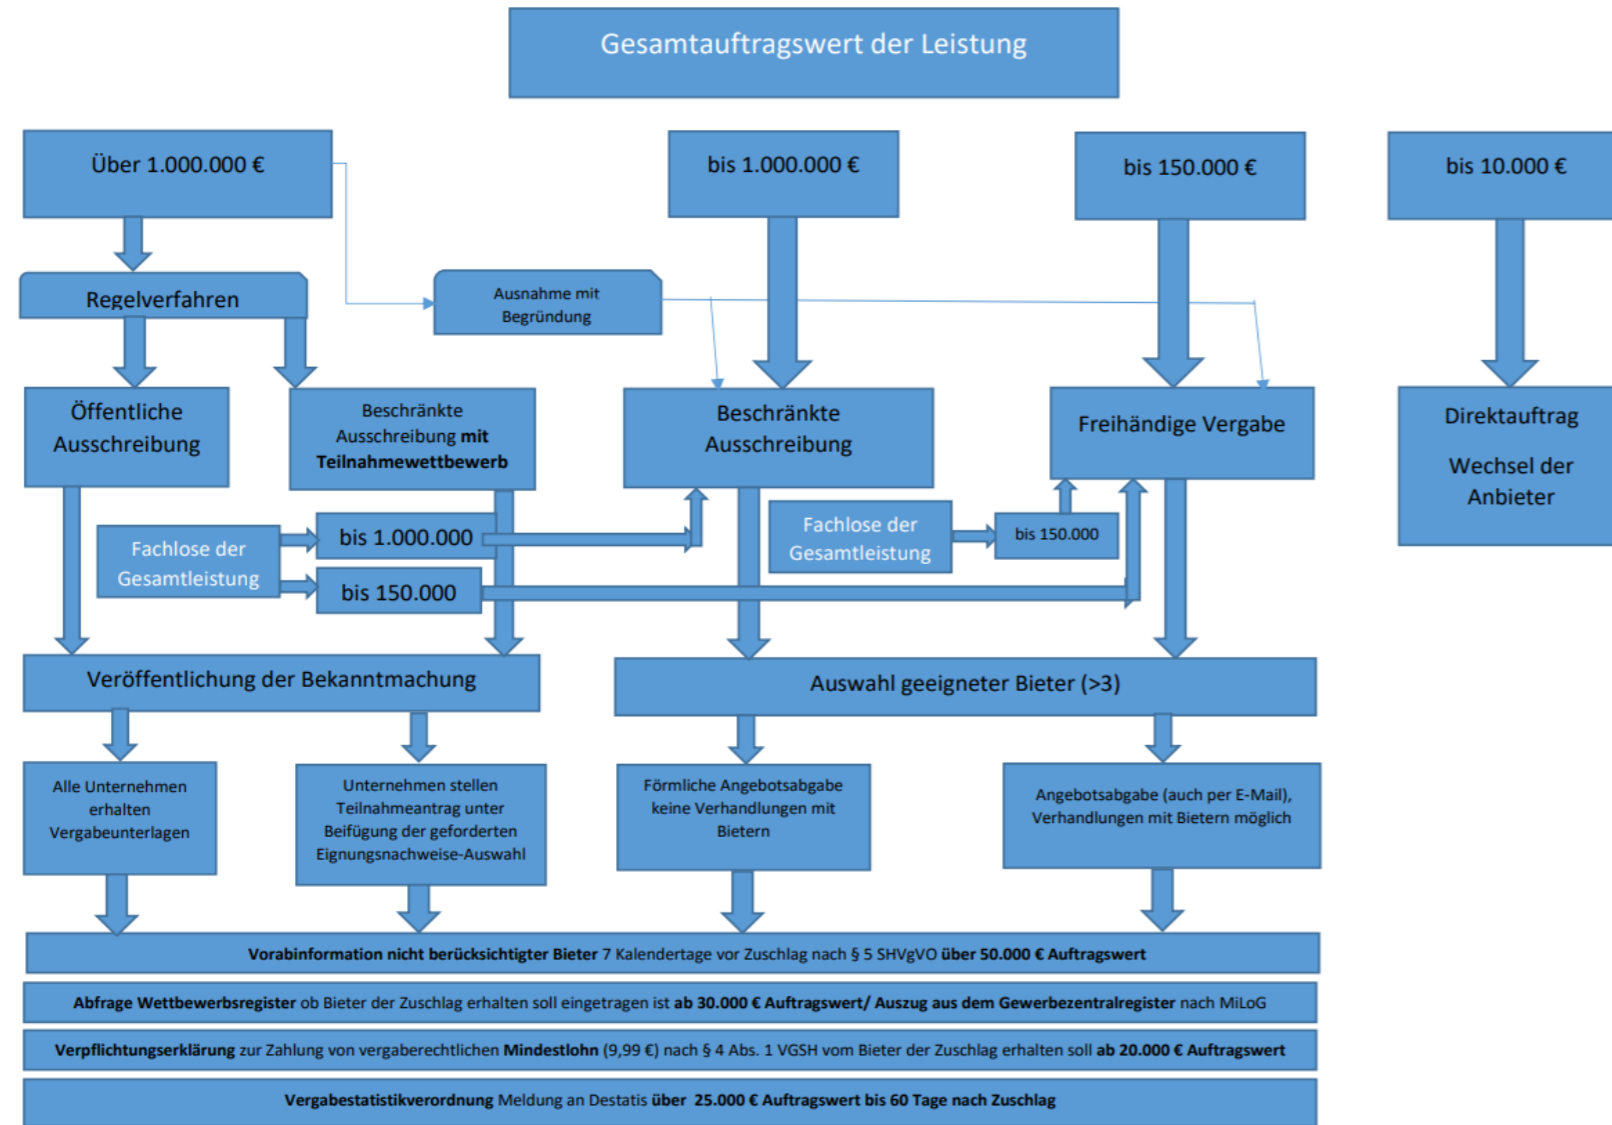 Gesamtauftragswert der Leistung
Über 1.000.000 €
bis 1.000.000 €
bis 150.000 €
bis 10.000 €
Regelverfahren
Ausnahme mit
Begründung
Öffentliche
Ausschreibung
Beschränkte
Ausschreibung mit
Teilnahmewettbewerb
Beschränkte
Ausschreibung
Freihändige Vergabe
Direktauftrag
Wechsel der
Anbieter
Fachlose der
Gesamtleistung
bis 1.000.000
bis 150.000
Fachlose der
Gesamtleistung
bis 150.000
Veröffentlichung der Bekanntmachung
Auswahl geeigneter Bieter (>3)
Alle Unternehmen
erhalten
Vergabeunterlagen
Unternehmen stellen
Teilnahmeantrag unter
Beifügung der geforderten
Eignungsnachweise-Auswahl
Förmliche Angebotsabgabe
keine Verhandlungen mit
Bietern
Angebotsabgabe (auch per E-Mail),
Verhandlungen mit Bietern möglich
Vorabinformation nicht berücksichtigter Bieter 7 Kalendertage vor Zuschlag nach § 5 SHVgVO über 50.000 € Auftragswert
Abfrage Wettbewerbsregister ob Bieter der Zuschlag erhalten soll eingetragen ist ab 30.000 € Auftragswert/ Auszug aus dem Gewerbezentralregister nach MiLoG
Verpflichtungserklärung zur Zahlung von vergaberechtlichen Mindestlohn (9,99 €) nach § 4 Abs. 1 VGSH vom Bieter der Zuschlag erhalten soll ab 20.000 € Auftragswert
Vergabestatistikverordnung Meldung an Destatis über 25.000 € Auftragswert bis 60 Tage nach Zuschlag